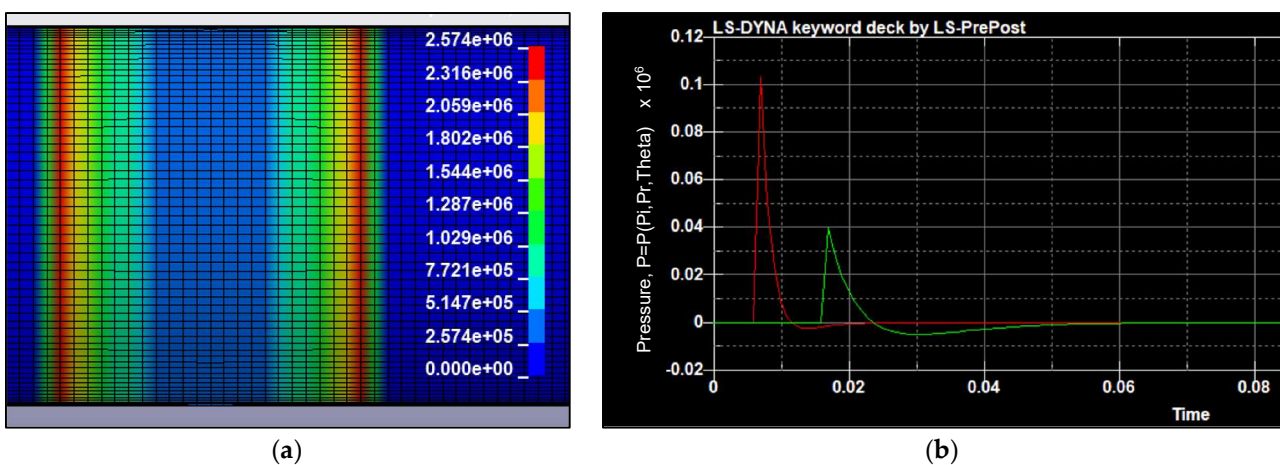 2.574e+06
2.316e+06
2.059e+06
1.802e+06
1.544e+06
1.287e+06
1.029e+06
7.721e+05
5.147e+05
2.574e+05
0.000e+00
(a)
LS-DYNA keyword deck by LS-PrePost
Pressure, P=P(Pi,Pr,Theta) x 10⁶
0.12
0.1
0.08
0.06
0.04
0.02
0
-0.02
0 0.02 0.04 0.06 0.08
Time
(b)